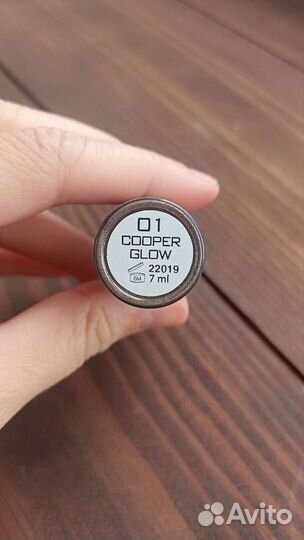 01
COOPER
GLOW
22019
6M 7 ml
Avito